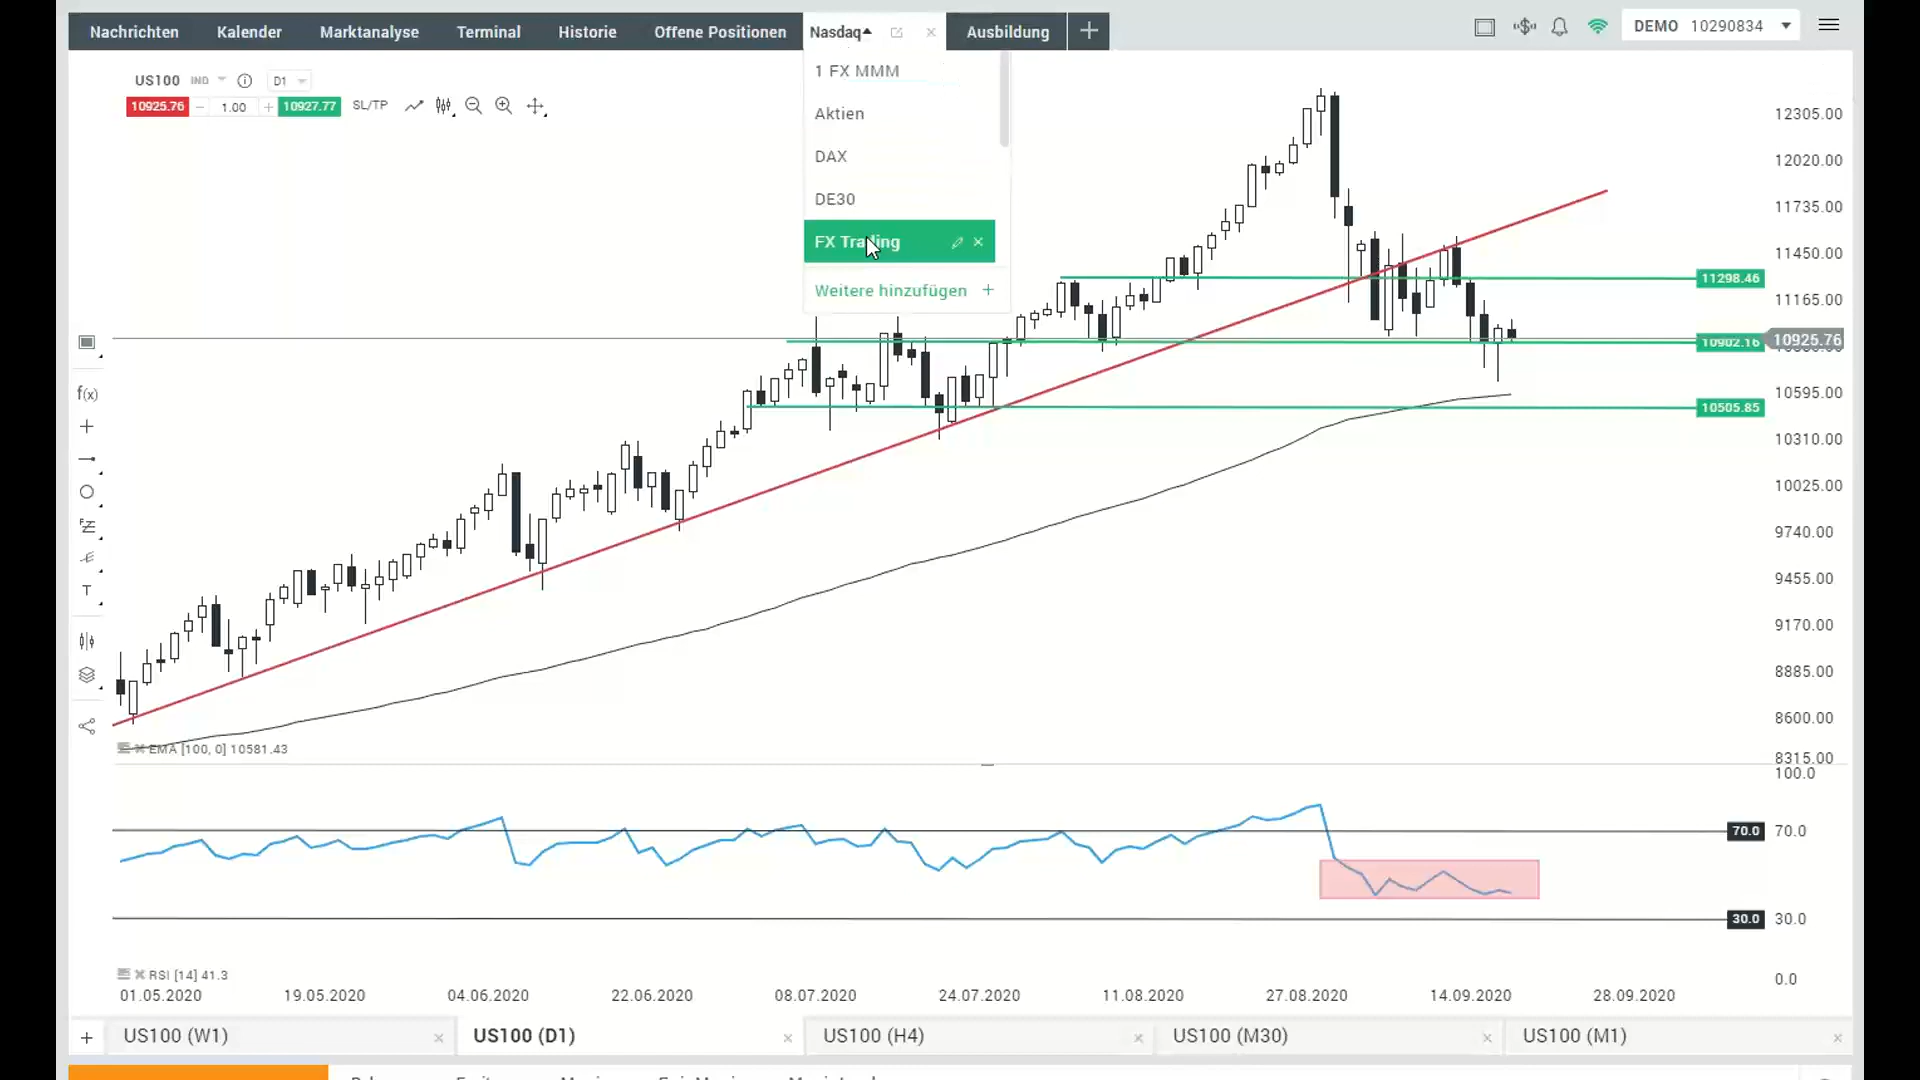 Nachrichten Kalender Marktanalyse Terminal Historie Offene Positionen Nasdaq Ausbildung + DEMO 10290834
US100 IND D1
10925.76 − 1.00 + 10927.77 SL/TP
1 FX MMM
Aktien
DAX
DE30
FX Trading
Weitere hinzufügen +
12305.00
12020.00
11735.00
11450.00
11298.46
11165.00
10902.16 10925.76
10595.00
10505.85
10310.00
10025.00
9740.00
9455.00
9170.00
8885.00
8600.00
8315.00
f(x)
T
EMA [100, 0] 10581.43
100.0
70.0 70.0
30.0 30.0
0.0
RSI [14] 41.3
01.05.2020 19.05.2020 04.06.2020 22.06.2020 08.07.2020 24.07.2020 11.08.2020 27.08.2020 14.09.2020 28.09.2020
+ US100 (W1) US100 (D1) US100 (H4) US100 (M30) US100 (M1)